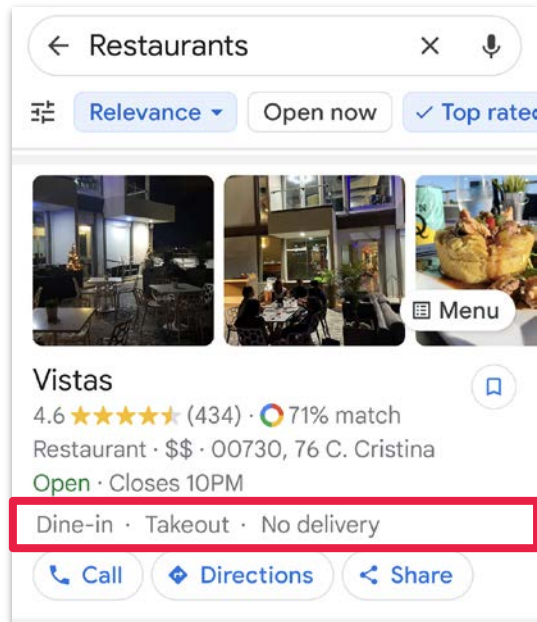 Restaurants
Relevance Open now Top rated
Menu
Vistas
4.6 (434) · 71% match
Restaurant · $$ · 00730, 76 C. Cristina
Open · Closes 10PM
Dine-in · Takeout · No delivery
Call Directions Share